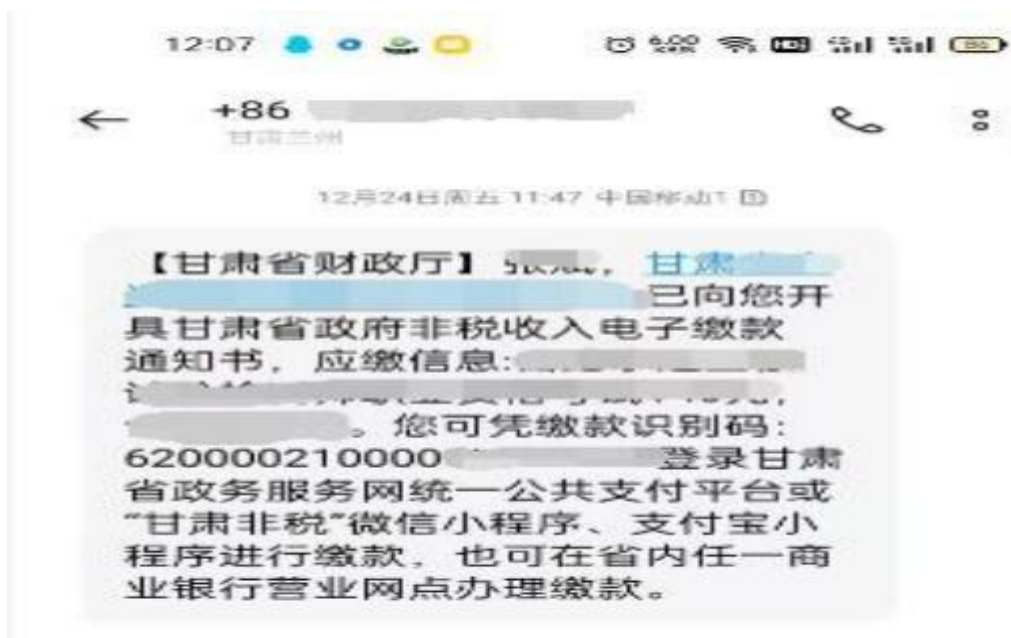 12:07
+86
甘肃兰州
12月24日周五 11:47 中国移动1
【甘肃省财政厅】 甘肃
已向您开
具甘肃省政府非税收入电子缴款
通知书，应缴信息:
。您可凭缴款识别码:
620000210000 登录甘肃
省政务服务网统一公共支付平台或
“甘肃非税”微信小程序、支付宝小
程序进行缴款，也可在省内任一商
业银行营业网点办理缴款。